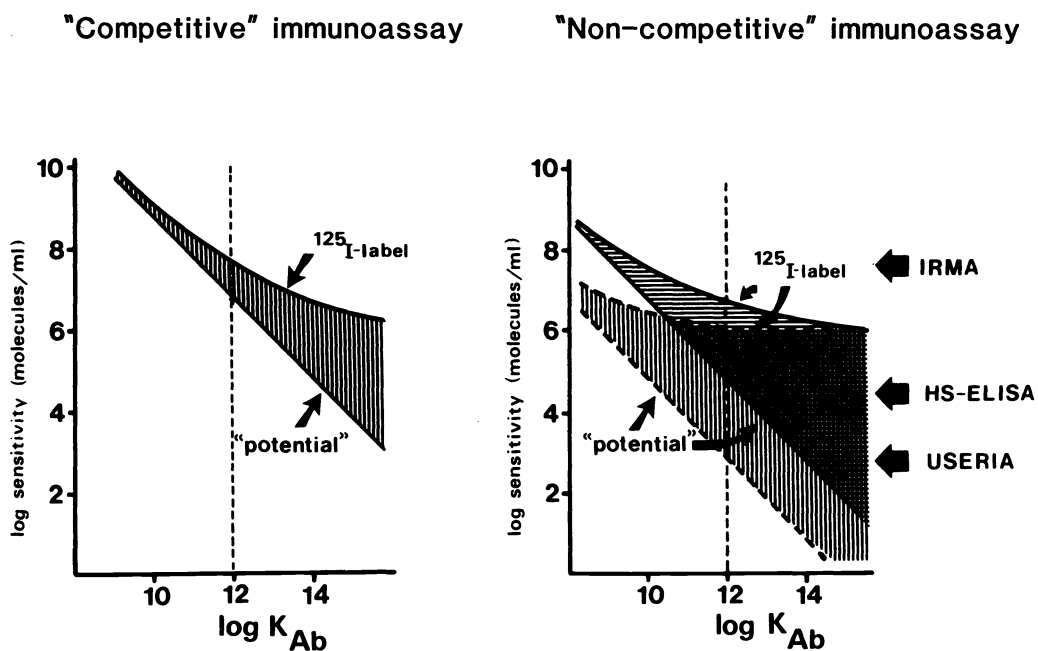 "Competitive" immunoassay
10
8
6
4
2
log sensitivity (molecules/ml)
125I-label
"potential"
10 12 14
log KAb
"Non-competitive" immunoassay
10
8
6
4
2
log sensitivity (molecules/ml)
125I-label
"potential"
10 12 14
log KAb
IRMA
HS-ELISA
USERIA